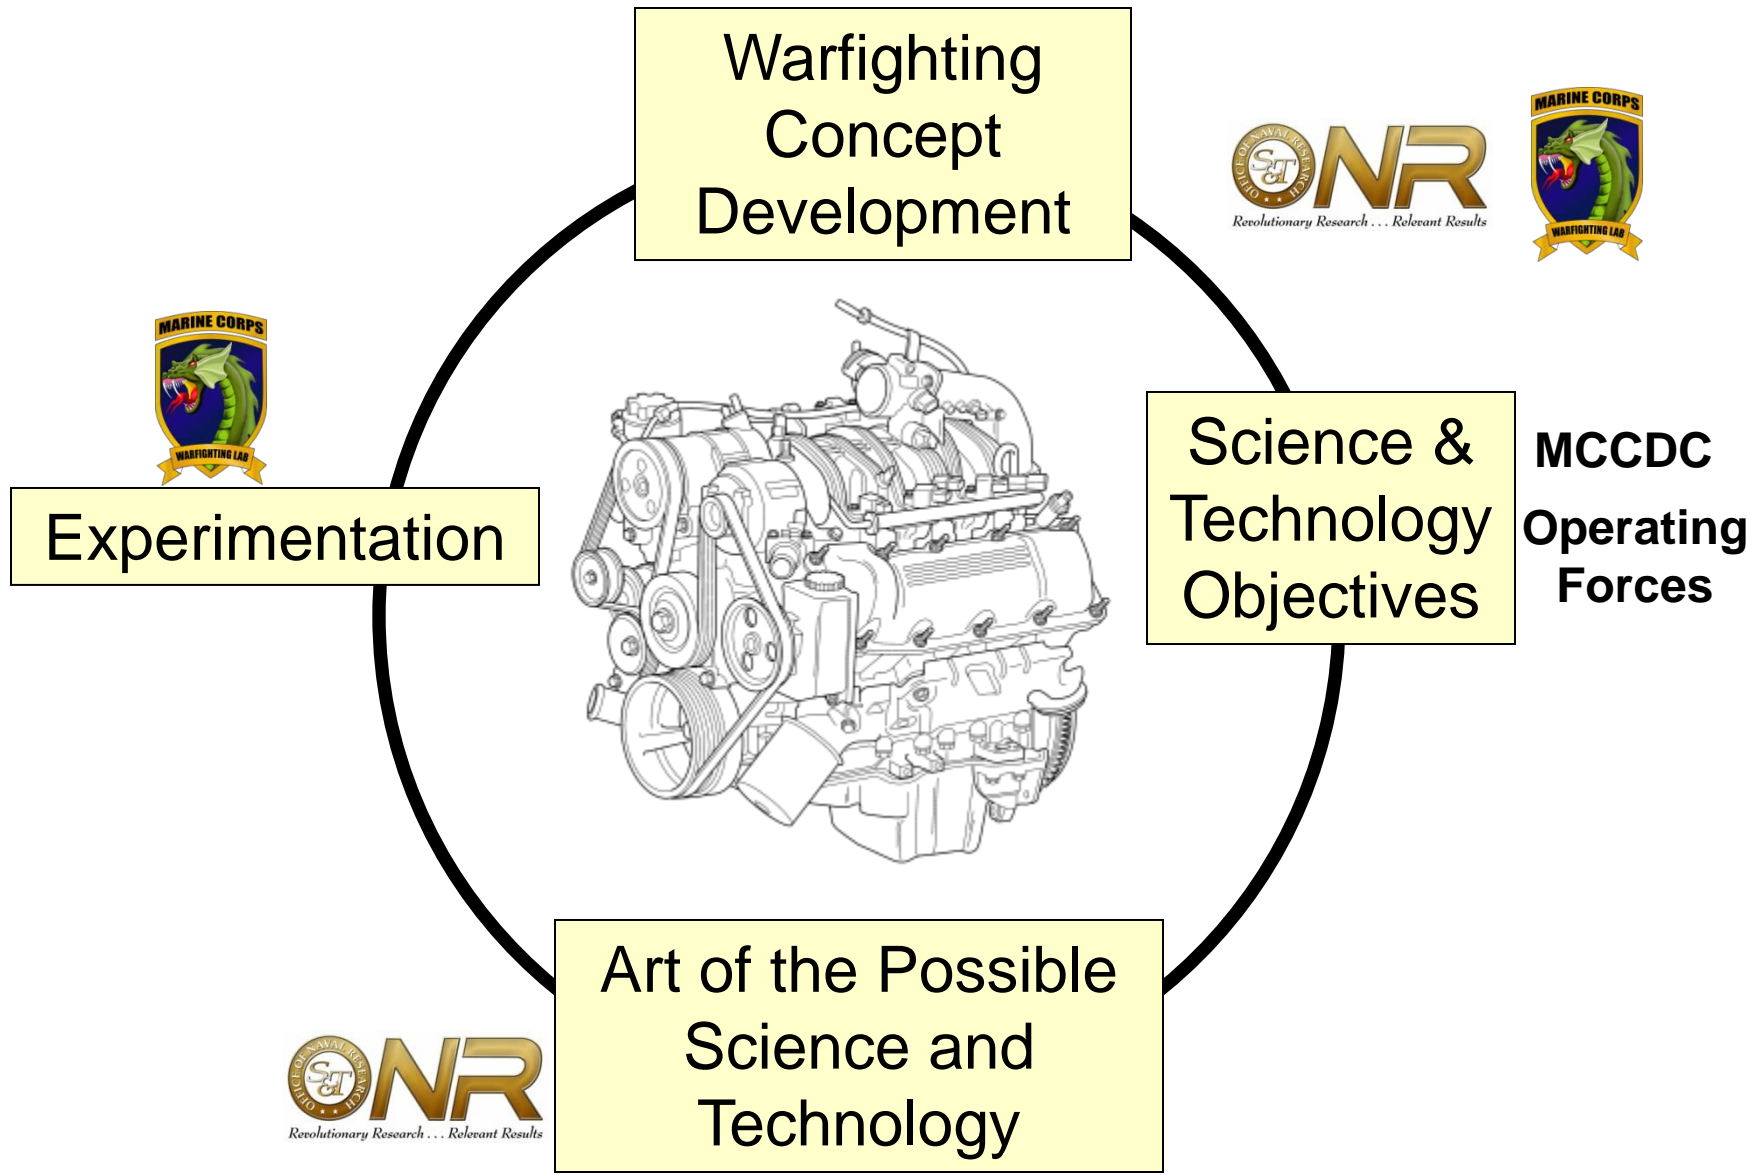 Warfighting
Concept
Development
OFFICE OF NAVAL RESEARCH
S&T
ONR
Revolutionary Research . . . Relevant Results
MARINE CORPS
WARFIGHTING LAB
MARINE CORPS
WARFIGHTING LAB
Experimentation
Science &
Technology
Objectives
MCCDC
Operating
Forces
Art of the Possible
Science and
Technology
OFFICE OF NAVAL RESEARCH
S&T
ONR
Revolutionary Research . . . Relevant Results